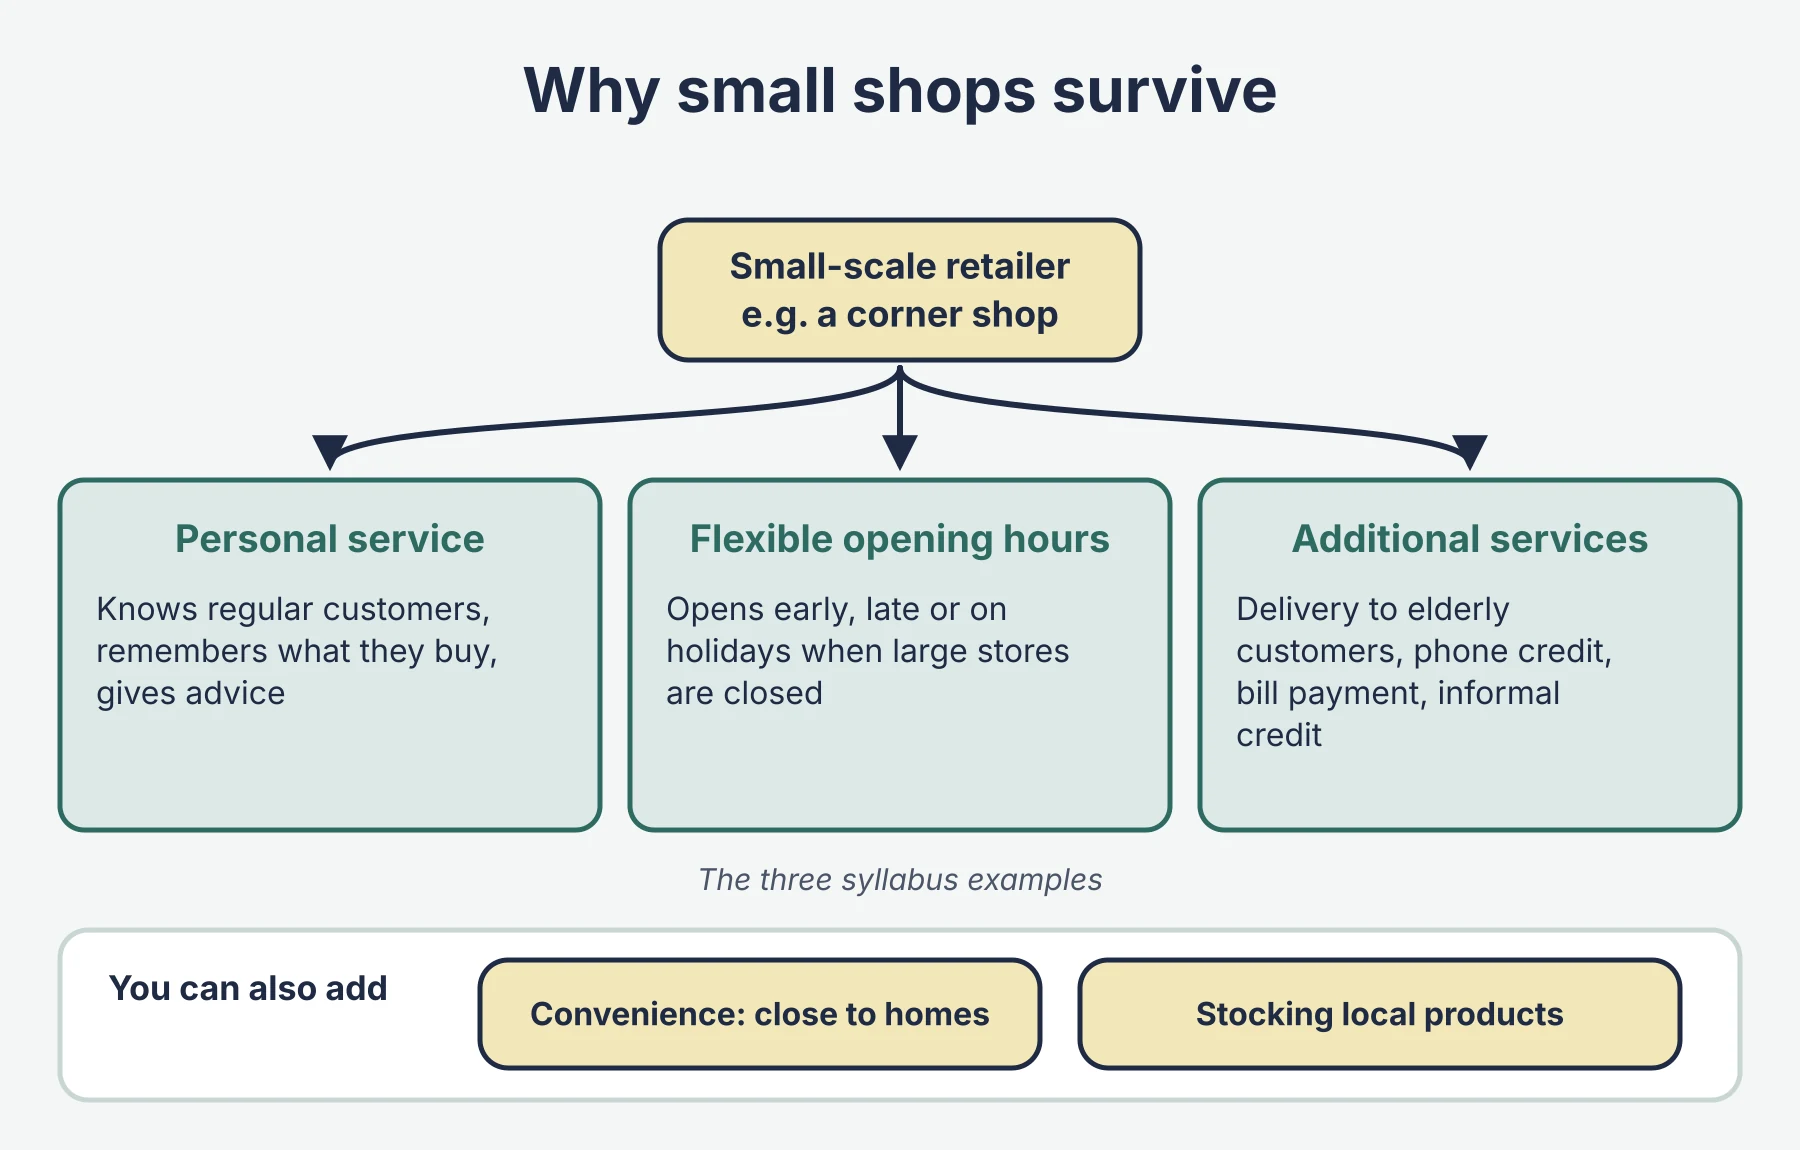 Why small shops survive
Small-scale retailer
e.g. a corner shop
Personal service
Knows regular customers,
remembers what they buy,
gives advice
Flexible opening hours
Opens early, late or on
holidays when large stores
are closed
Additional services
Delivery to elderly
customers, phone credit,
bill payment, informal
credit
The three syllabus examples
You can also add
Convenience: close to homes
Stocking local products